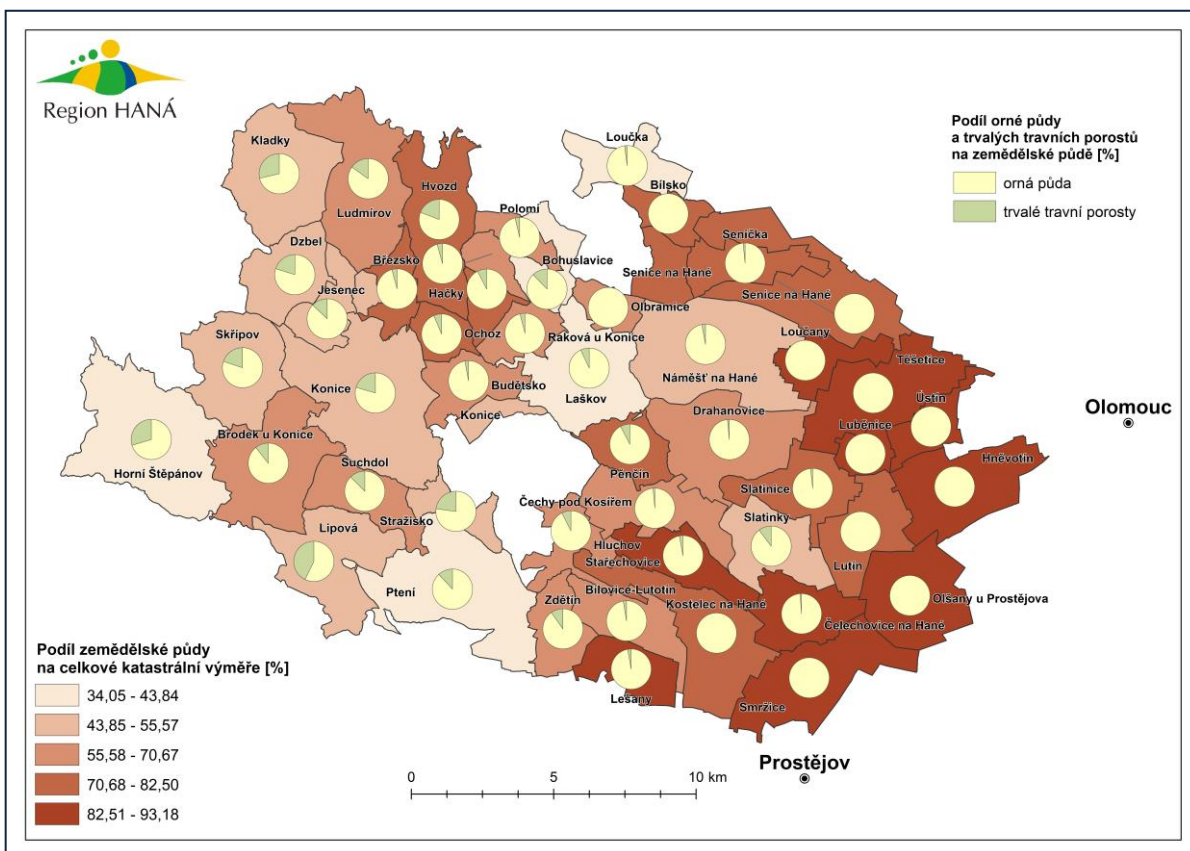 Region HANÁ
Podíl orné půdy
a trvalých travních porostů
na zemědělské půdě [%]
orná půda
trvalé travní porosty
Kladky
Loučka
Hvozd
Bílsko
Ludmírov
Polomí
Senička
Dzbel
Březsko
Bohuslavice
Senice na Hané
Jesenec
Hačky
Senice na Hané
Olbramice
Skřípov
Ochoz
Raková u Konice
Loučany
Těšetice
Konice
Budětsko
Laškov
Náměšť na Hané
Ústín
Konice
Drahanovice
Olomouc
Brodek u Konice
Luběnice
Horní Štěpánov
Suchdol
Pěnčín
Hněvotín
Stražisko
Čechy pod Kosířem
Slatinice
Lipová
Slatinky
Hluchov
Stařechovice
Lutín
Ptení
Zdětín
Bílovice-Lutotín
Kostelec na Hané
Olšany u Prostějova
Čelechovice na Hané
Lešany
Smržice
Prostějov
Podíl zemědělské půdy
na celkové katastrální výměře [%]
34,05 - 43,84
43,85 - 55,57
55,58 - 70,67
70,68 - 82,50
82,51 - 93,18
0 5 10 km